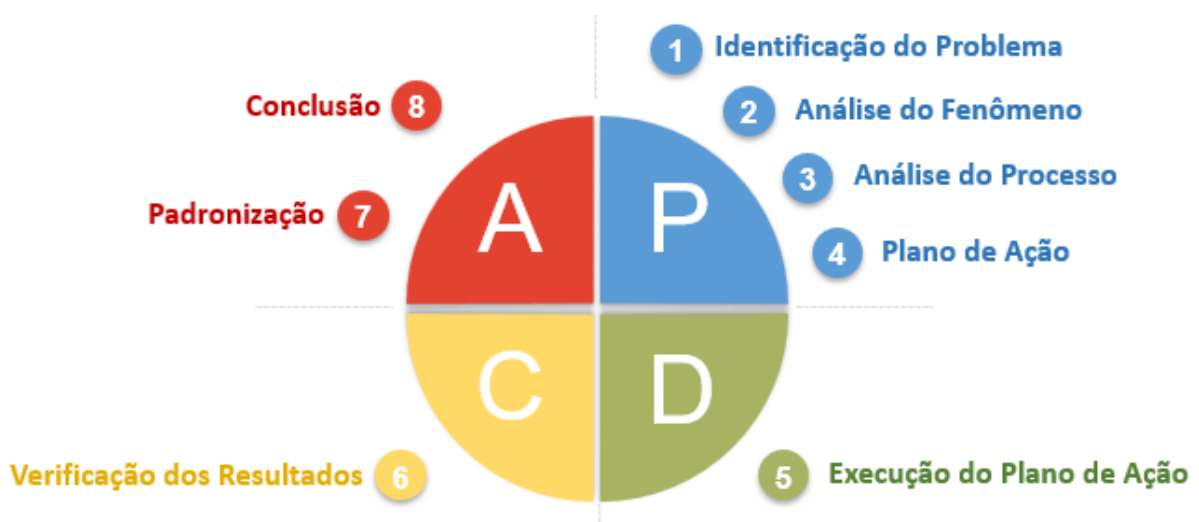 1 Identificação do Problema
2 Análise do Fenômeno
3 Análise do Processo
4 Plano de Ação
5 Execução do Plano de Ação
Verificação dos Resultados 6
Padronização 7
Conclusão 8
A P
C D